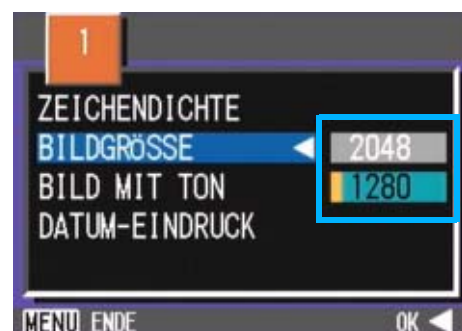 1
ZEICHENDICHTE
BILDGRÖSSE ◀ 2048
BILD MIT TON 1280
DATUM-EINDRUCK
MENU ENDE OK ◀